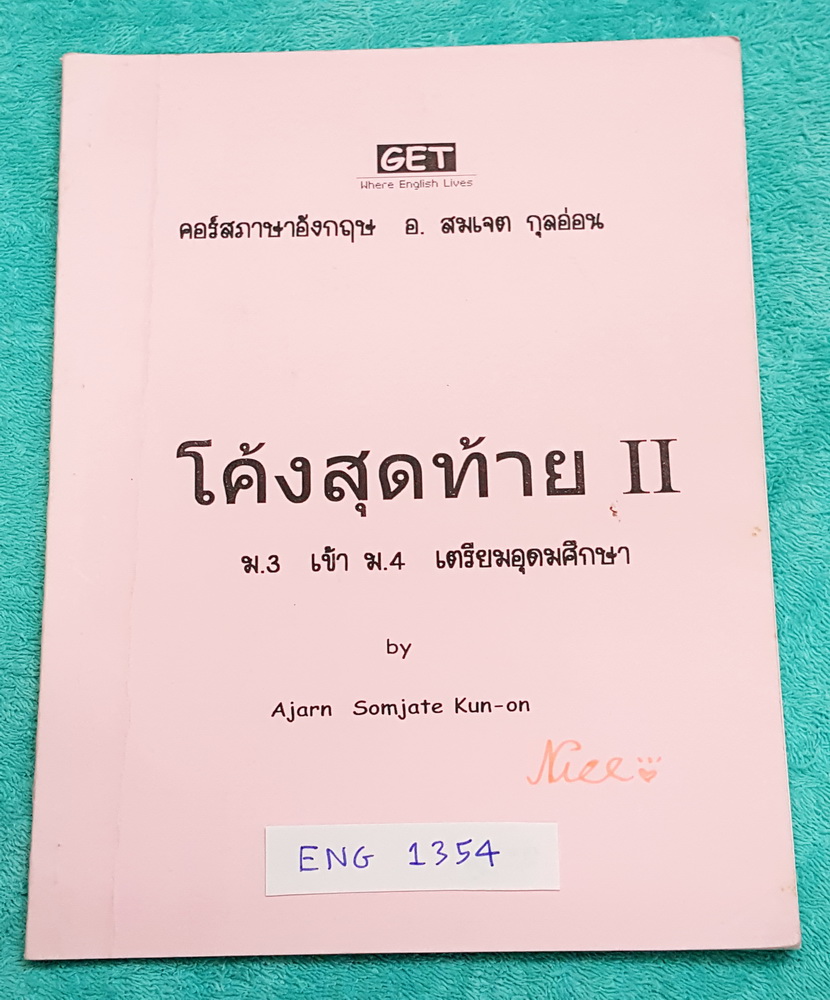 GET
Where English Lives
คอร์สภาษาอังกฤษ อ. สมเจต กุลอ่อน
โค้งสุดท้าย II
ม.3 เข้า ม.4 เตรียมอุดมศึกษา
by
Ajarn Somjate Kun-on
Nice
ENG 1354